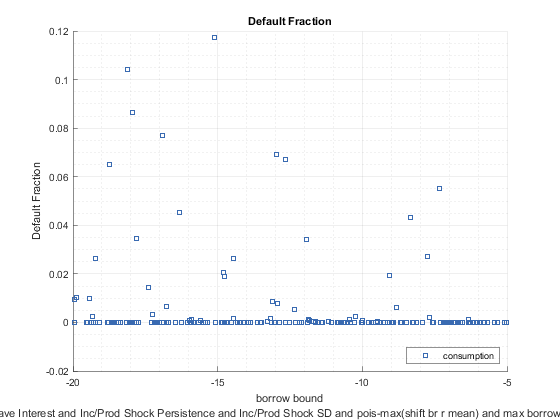 Default Fraction
0.12
0.1
0.08
0.06
0.04
0.02
0
-0.02
Default Fraction
consumption
-20
-15
-10
-5
borrow bound
ave Interest and Inc/Prod Shock Persistence and Inc/Prod Shock SD and pois-max(shift br r mean) and max borrow